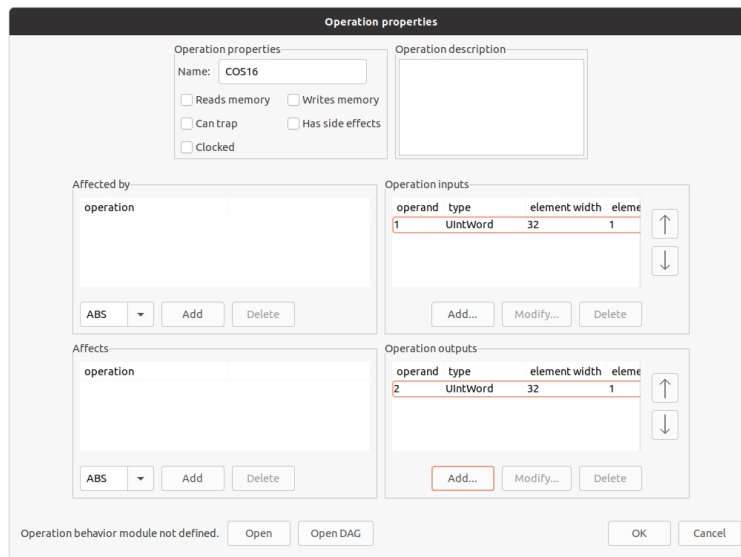 Operation properties
Operation properties
Name: COS16
Reads memory Writes memory
Can trap Has side effects
Clocked
Operation description
Affected by
operation
ABS Add Delete
Operation inputs
operand type element width eleme
1 UIntWord 32 1
Add... Modify... Delete
Affects
operation
ABS Add Delete
Operation outputs
operand type element width eleme
2 UIntWord 32 1
Add... Modify... Delete
Operation behavior module not defined. Open Open DAG OK Cancel